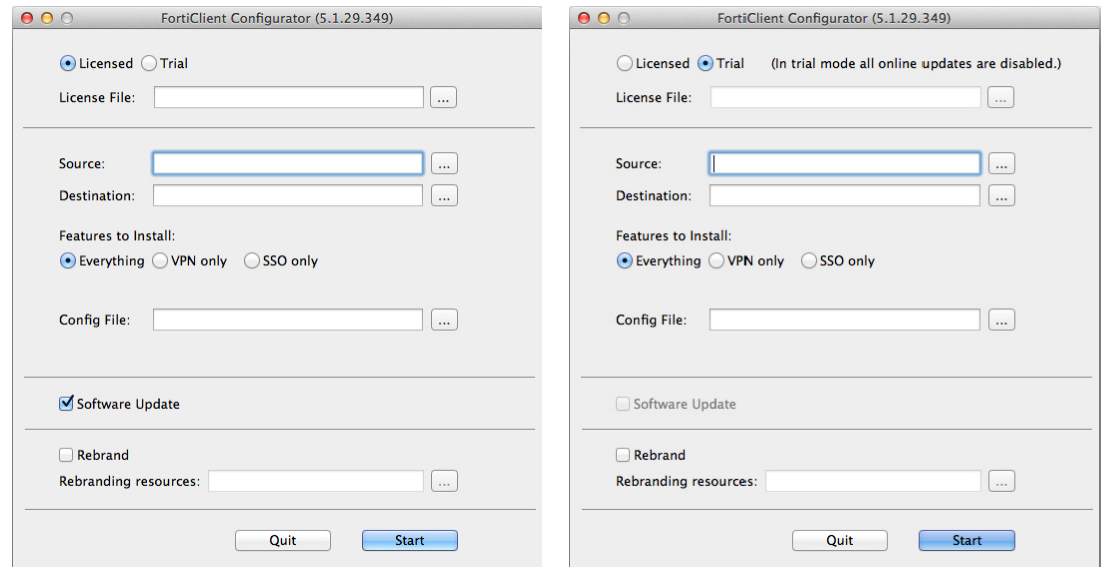 FortiClient Configurator (5.1.29.349)
Licensed Trial
License File: ...
Source: ...
Destination: ...
Features to Install:
Everything VPN only SSO only
Config File: ...
Software Update
Rebrand
Rebranding resources: ...
Quit Start
FortiClient Configurator (5.1.29.349)
Licensed Trial (In trial mode all online updates are disabled.)
License File: ...
Source: ...
Destination: ...
Features to Install:
Everything VPN only SSO only
Config File: ...
Software Update
Rebrand
Rebranding resources: ...
Quit Start